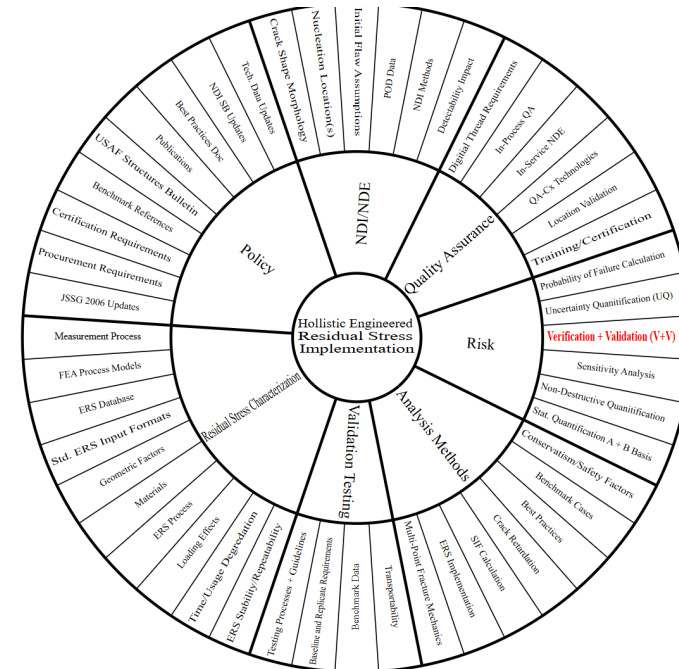 Hollistic Engineered
Residual Stress
Implementation
NDI/NDE
Crack Shape Morphology
Nucleation Location(s)
Initial Flaw Assumptions
POD Data
NDI Methods
Detectability Impact
Quality Assurance
Digitial Thread Requirements
In-Process QA
In-Service NDE
QA-Cx Technologies
Location Validation
Training/Certification
Risk
Probability of Failure Calculation
Uncertainty Quanitification (UQ)
Verification + Validation (V+V)
Sensitivity Analysis
Non-Destructive Quanitification
Stat. Quantification A + B Basis
Analysis Methods
Conservatism/Safety Factors
Benchmark Cases
Best Practices
Crack Retardation
SIF Calculation
ERS Implementation
Multi-Point Fracture Mechanics
Validation Testing
Transportability
Benchmark Data
Baseline and Replicate Requirements
Testing Processes + Guidelines
Residual Stress Characterization
ERS Stability/Repeatability
Time/Usage Degredation
Loading Effects
ERS Process
Materials
Geometric Factors
Std. ERS Input Formats
ERS Database
FEA Process Models
Measurement Process
Policy
JSSG 2006 Updates
Procurement Requirements
Certification Requirements
Benchmark References
USAF Structures Bulletin
Publications
Best Practices Doc
NDI SB Updates
Tech. Data Updates